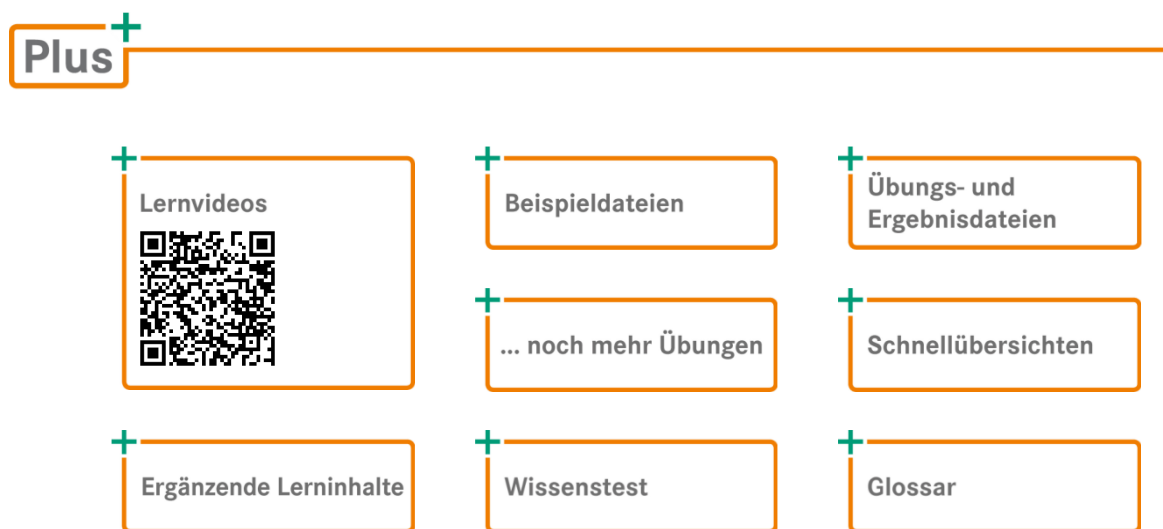 Plus
Lernvideos
Beispieldateien
Übungs- und
Ergebnisdateien
... noch mehr Übungen
Schnellübersichten
Ergänzende Lerninhalte
Wissenstest
Glossar